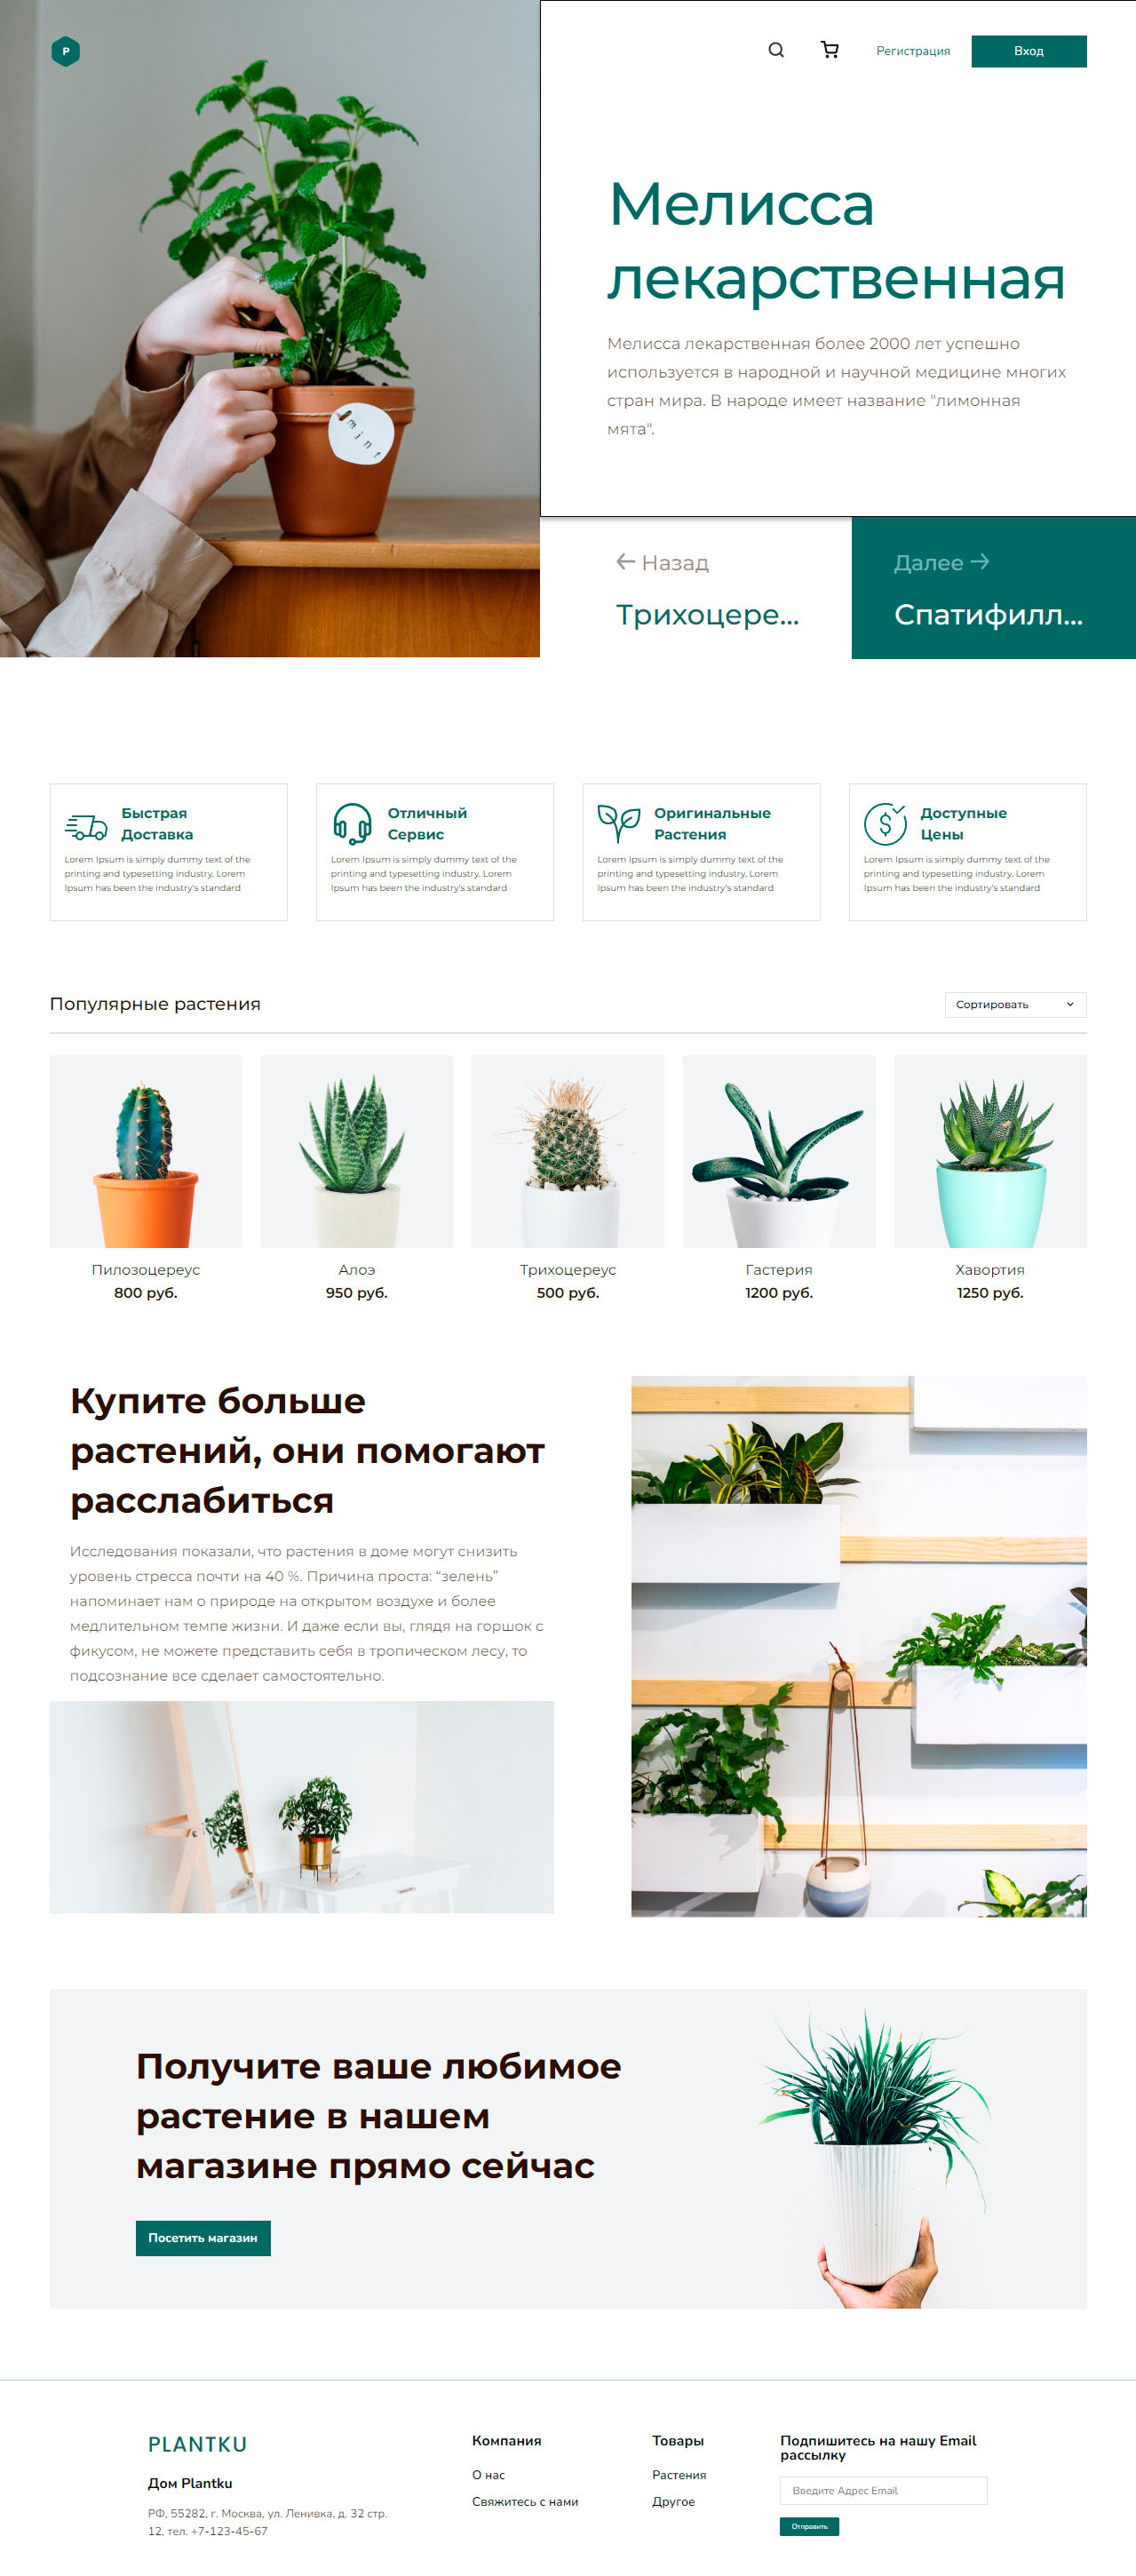 P
Регистрация
Вход
Мелисса
лекарственная
Мелисса лекарственная более 2000 лет успешно
используется в народной и научной медицине многих
стран мира. В народе имеет название "лимонная
мята".
mint
Назад
Трихоцере...
Далее
Спатифилл...
Быстрая
Доставка
Lorem Ipsum is simply dummy text of the
printing and typesetting industry. Lorem
Ipsum has been the industry's standard
Отличный
Сервис
Lorem Ipsum is simply dummy text of the
printing and typesetting industry. Lorem
Ipsum has been the industry's standard
Оригинальные
Растения
Lorem Ipsum is simply dummy text of the
printing and typesetting industry. Lorem
Ipsum has been the industry's standard
Доступные
Цены
Lorem Ipsum is simply dummy text of the
printing and typesetting industry. Lorem
Ipsum has been the industry's standard
Популярные растения
Сортировать
Пилозоцереус
800 руб.
Алоэ
950 руб.
Трихоцереус
500 руб.
Гастерия
1200 руб.
Хавортия
1250 руб.
Купите больше
растений, они помогают
расслабиться
Исследования показали, что растения в доме могут снизить
уровень стресса почти на 40 %. Причина проста: “зелень”
напоминает нам о природе на открытом воздухе и более
медлительном темпе жизни. И даже если вы, глядя на горшок с
фикусом, не можете представить себя в тропическом лесу, то
подсознание все сделает самостоятельно.
Получите ваше любимое
растение в нашем
магазине прямо сейчас
Посетить магазин
PLANTKU
Дом Plantku
РФ, 55282, г. Москва, ул. Ленивка, д. 32 стр.
12, тел. +7-123-45-67
Компания
О нас
Свяжитесь с нами
Товары
Растения
Другое
Подпишитесь на нашу Email
рассылку
Введите Адрес Email
Отправить